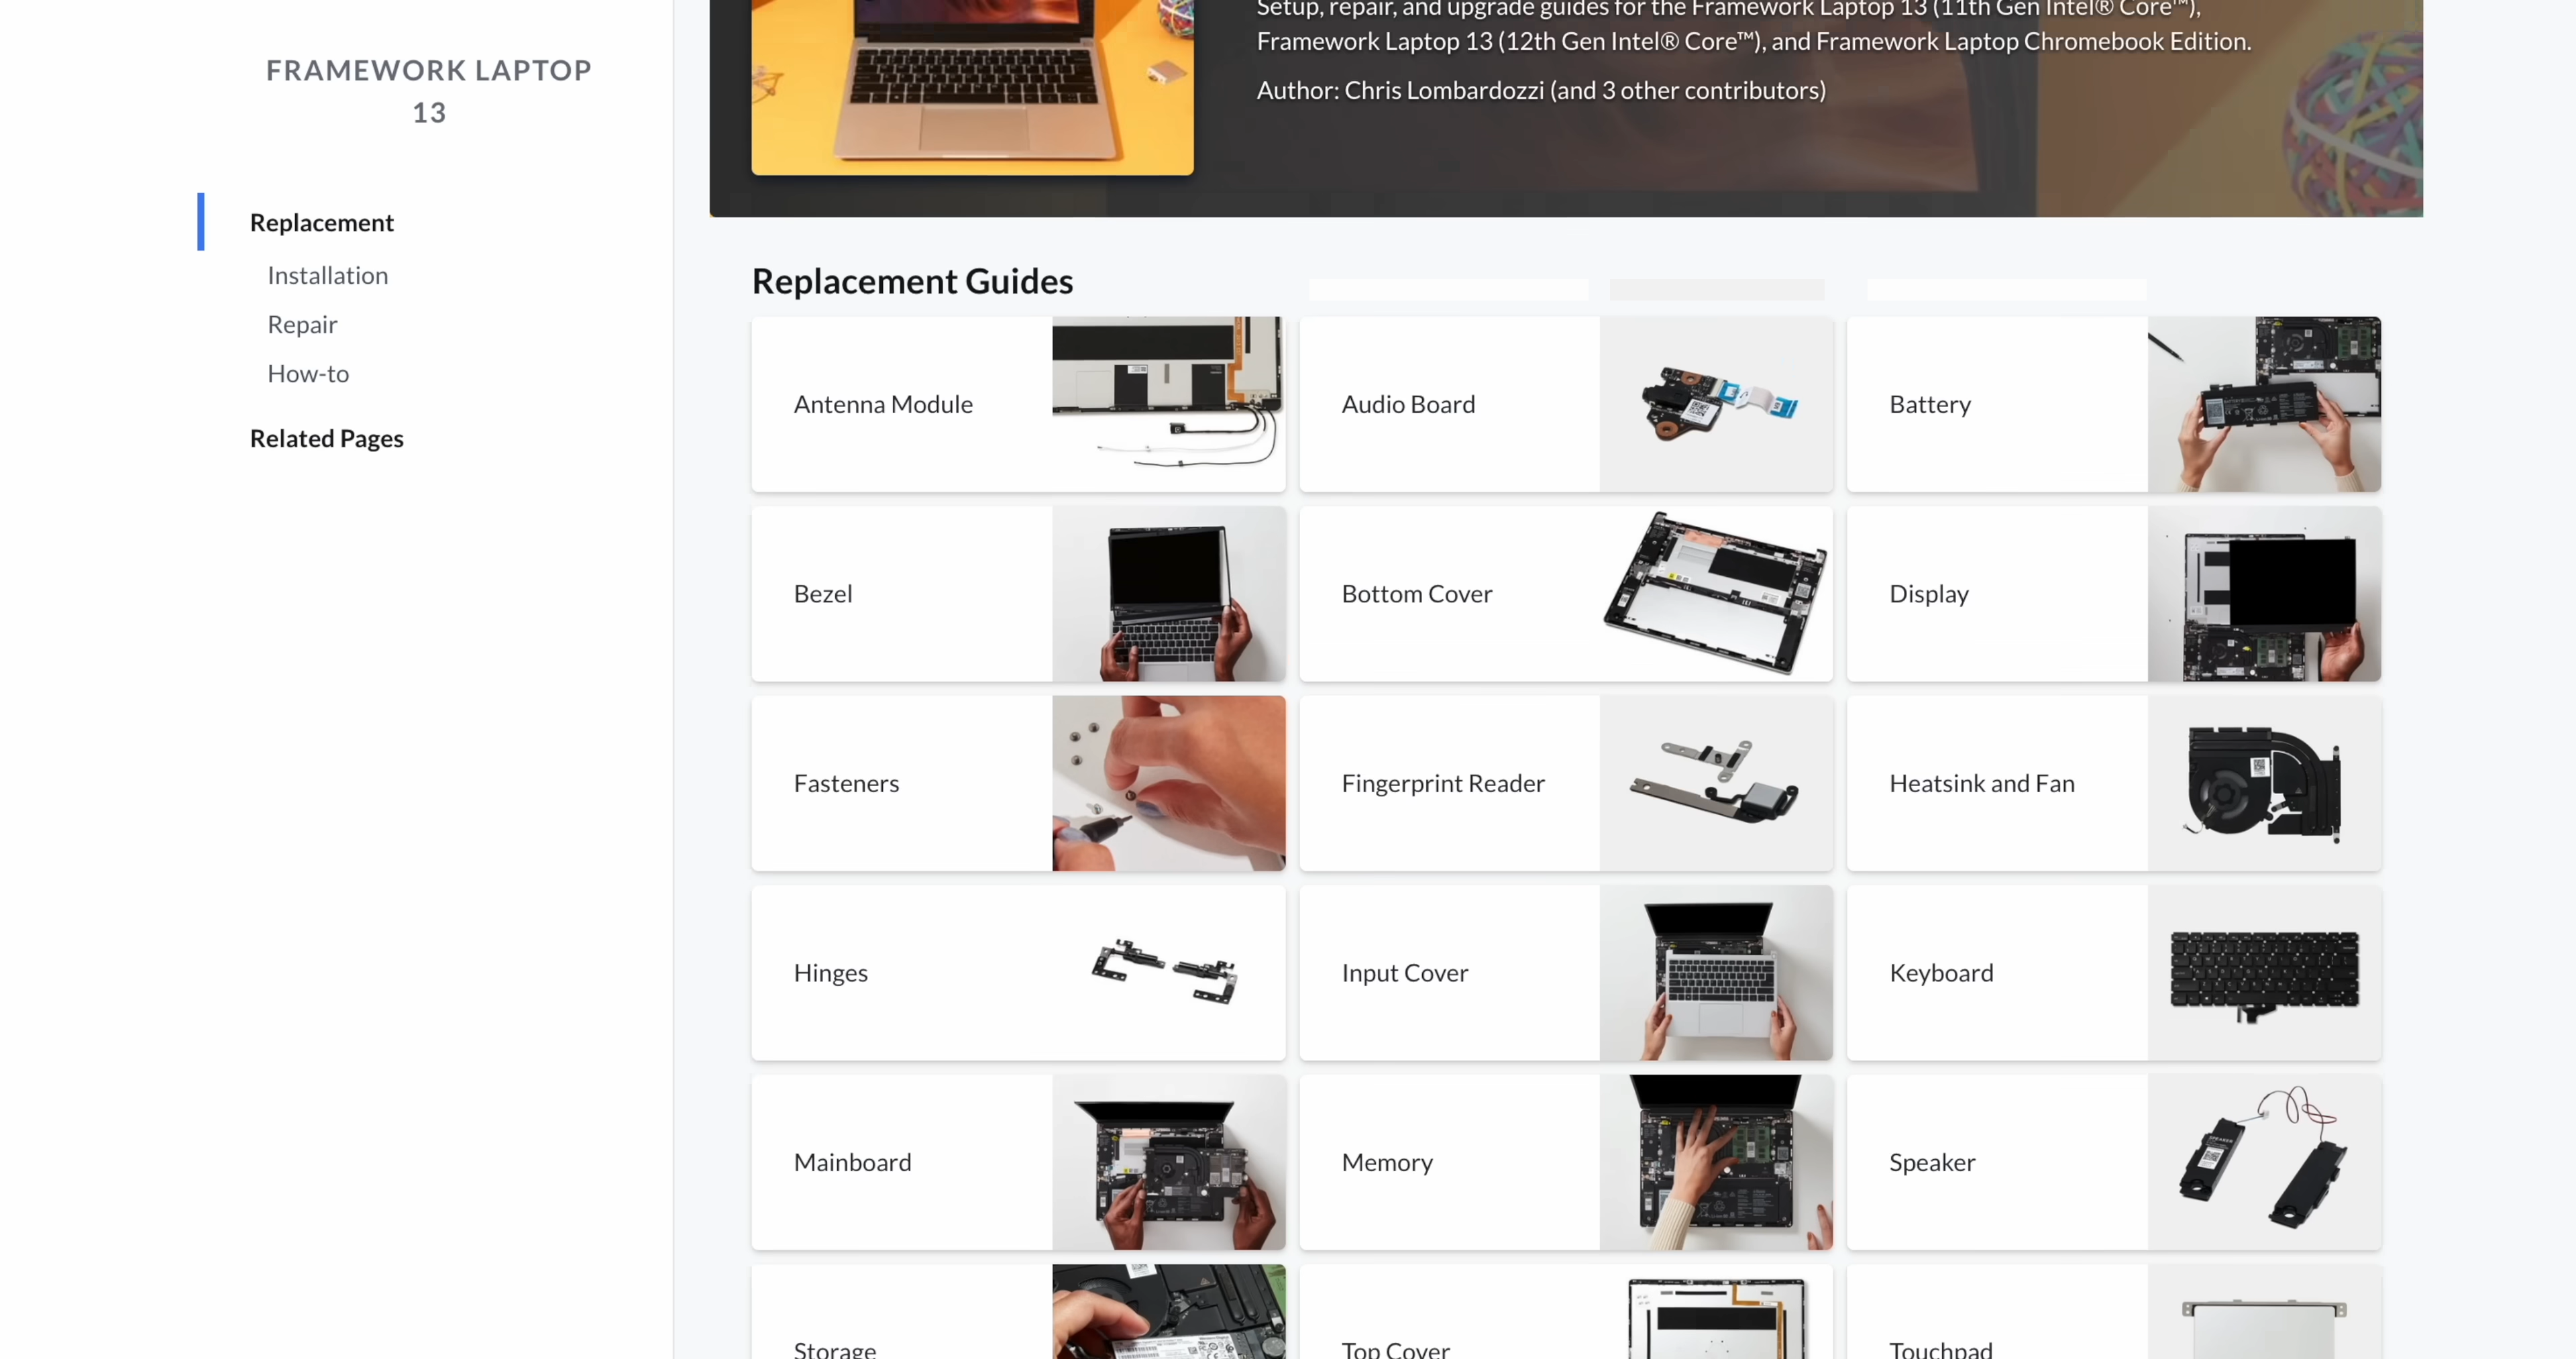 FRAMEWORK LAPTOP
13
Replacement
Installation
Repair
How-to
Related Pages
Setup, repair, and upgrade guides for the Framework Laptop 13 (11th Gen Intel® Core™),
Framework Laptop 13 (12th Gen Intel® Core™), and Framework Laptop Chromebook Edition.
Author: Chris Lombardozzi (and 3 other contributors)
Replacement Guides
Antenna Module
Audio Board
Battery
Bezel
Bottom Cover
Display
Fasteners
Fingerprint Reader
Heatsink and Fan
Hinges
Input Cover
Keyboard
Mainboard
Memory
Speaker
SPEAKER
Storage
Top Cover
Touchpad